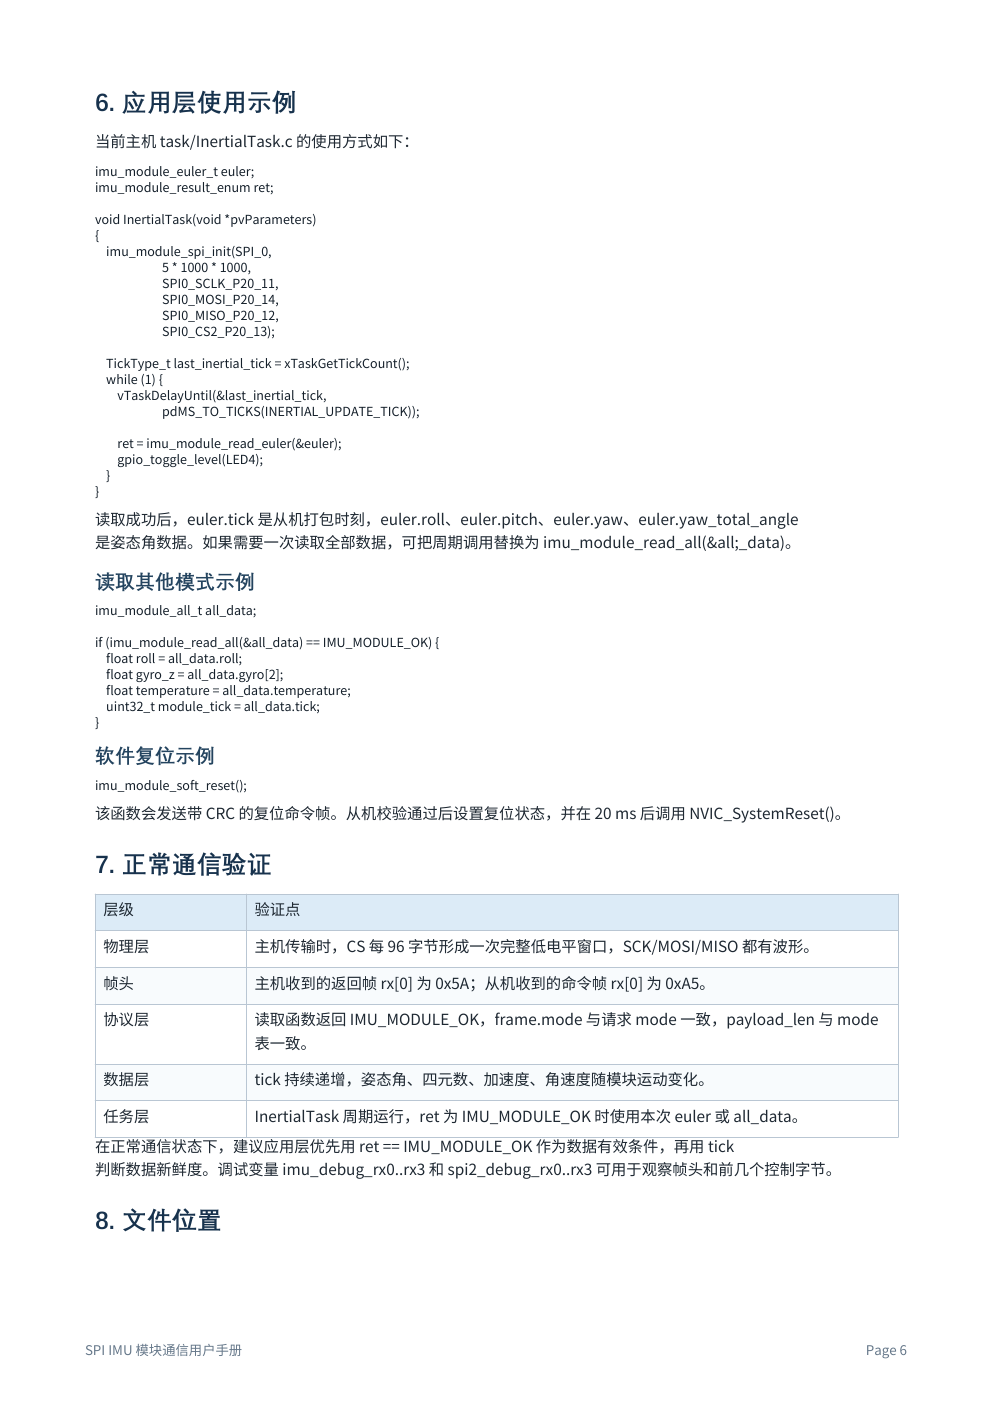 6. 应用层使用示例
当前主机 task/InertialTask.c 的使用方式如下：
imu_module_euler_t euler;
imu_module_result_enum ret;
void InertialTask(void *pvParameters)
{
imu_module_spi_init(SPI_0,
5 * 1000 * 1000,
SPI0_SCLK_P20_11,
SPI0_MOSI_P20_14,
SPI0_MISO_P20_12,
SPI0_CS2_P20_13);
TickType_t last_inertial_tick = xTaskGetTickCount();
while (1) {
vTaskDelayUntil(&last_inertial_tick,
pdMS_TO_TICKS(INERTIAL_UPDATE_TICK));
ret = imu_module_read_euler(&euler);
gpio_toggle_level(LED4);
}
}
读取成功后，euler.tick 是从机打包时刻，euler.roll、euler.pitch、euler.yaw、euler.yaw_total_angle
是姿态角数据。如果需要一次读取全部数据，可把周期调用替换为 imu_module_read_all(&all;_data)。
读取其他模式示例
imu_module_all_t all_data;
if (imu_module_read_all(&all_data) == IMU_MODULE_OK) {
float roll = all_data.roll;
float gyro_z = all_data.gyro[2];
float temperature = all_data.temperature;
uint32_t module_tick = all_data.tick;
}
软件复位示例
imu_module_soft_reset();
该函数会发送带 CRC 的复位命令帧。从机校验通过后设置复位状态，并在 20 ms 后调用 NVIC_SystemReset()。
7. 正常通信验证
层级 验证点
物理层 主机传输时，CS 每 96 字节形成一次完整低电平窗口，SCK/MOSI/MISO 都有波形。
帧头 主机收到的返回帧 rx[0] 为 0x5A；从机收到的命令帧 rx[0] 为 0xA5。
协议层 读取函数返回 IMU_MODULE_OK，frame.mode 与请求 mode 一致，payload_len 与 mode
表一致。
数据层 tick 持续递增，姿态角、四元数、加速度、角速度随模块运动变化。
任务层 InertialTask 周期运行，ret 为 IMU_MODULE_OK 时使用本次 euler 或 all_data。
在正常通信状态下，建议应用层优先用 ret == IMU_MODULE_OK 作为数据有效条件，再用 tick
判断数据新鲜度。调试变量 imu_debug_rx0..rx3 和 spi2_debug_rx0..rx3 可用于观察帧头和前几个控制字节。
8. 文件位置
SPI IMU 模块通信用户手册 Page 6